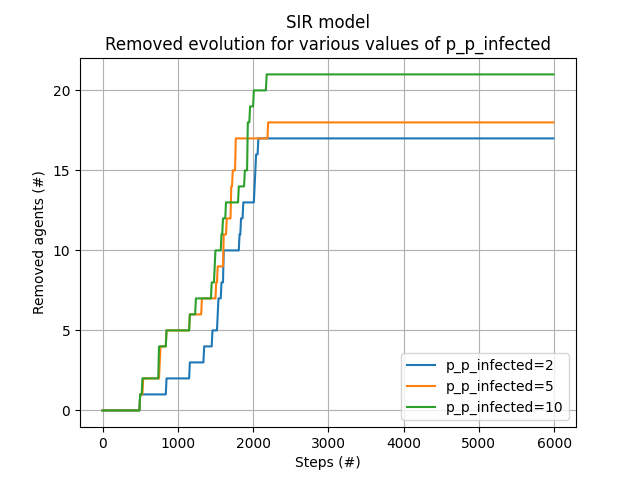 SIR model
Removed evolution for various values of p_p_infected
Removed agents (#)
20
15
10
5
0
p_p_infected=2
p_p_infected=5
p_p_infected=10
0 1000 2000 3000 4000 5000 6000
Steps (#)